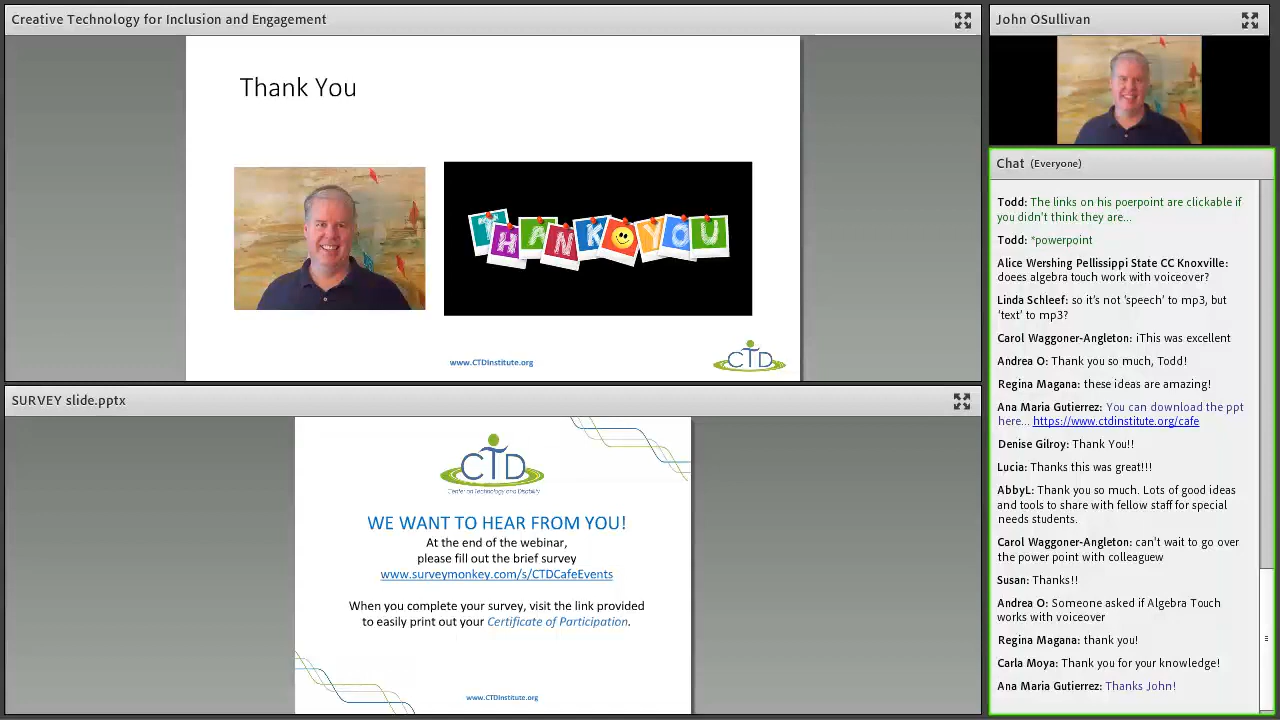 Creative Technology for Inclusion and Engagement
Thank You
THANK YOU
www.CTDInstitute.org
CTD
SURVEY slide.pptx
CTD
Center on Technology and Disability
WE WANT TO HEAR FROM YOU!
At the end of the webinar,
please fill out the brief survey
www.surveymonkey.com/s/CTDCafeEvents
When you complete your survey, visit the link provided
to easily print out your Certificate of Participation.
www.CTDInstitute.org
John OSullivan
Chat (Everyone)
Todd: The links on his poerpoint are clickable if
you didn't think they are...
Todd: *powerpoint
Alice Wershing Pellissippi State CC Knoxville:
doees algebra touch work with voiceover?
Linda Schleef: so it's not 'speech' to mp3, but
'text' to mp3?
Carol Waggoner-Angleton: iThis was excellent
Andrea O: Thank you so much, Todd!
Regina Magana: these ideas are amazing!
Ana Maria Gutierrez: You can download the ppt
here... https://www.ctdinstitute.org/cafe
Denise Gilroy: Thank You!!
Lucia: Thanks this was great!!!
AbbyL: Thank you so much. Lots of good ideas
and tools to share with fellow staff for special
needs students.
Carol Waggoner-Angleton: can't wait to go over
the power point with colleaguew
Susan: Thanks!!
Andrea O: Someone asked if Algebra Touch
works with voiceover
Regina Magana: thank you!
Carla Moya: Thank you for your knowledge!
Ana Maria Gutierrez: Thanks John!